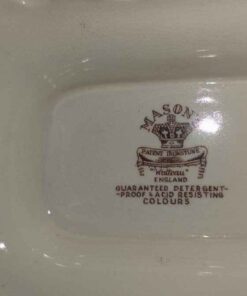 MASON'S
PATENT IRONSTONE
"Watteau"
ENGLAND
GUARANTEED DETERGENT-
-PROOF & ACID RESISTING
COLOURS